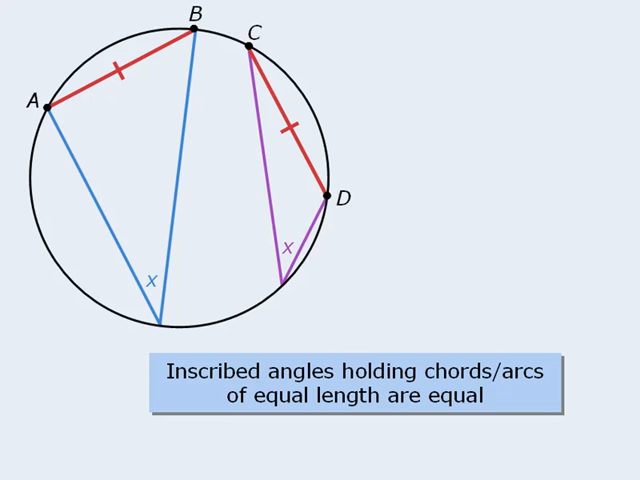 B
C
A
D
x
x
Inscribed angles holding chords/arcs
of equal length are equal